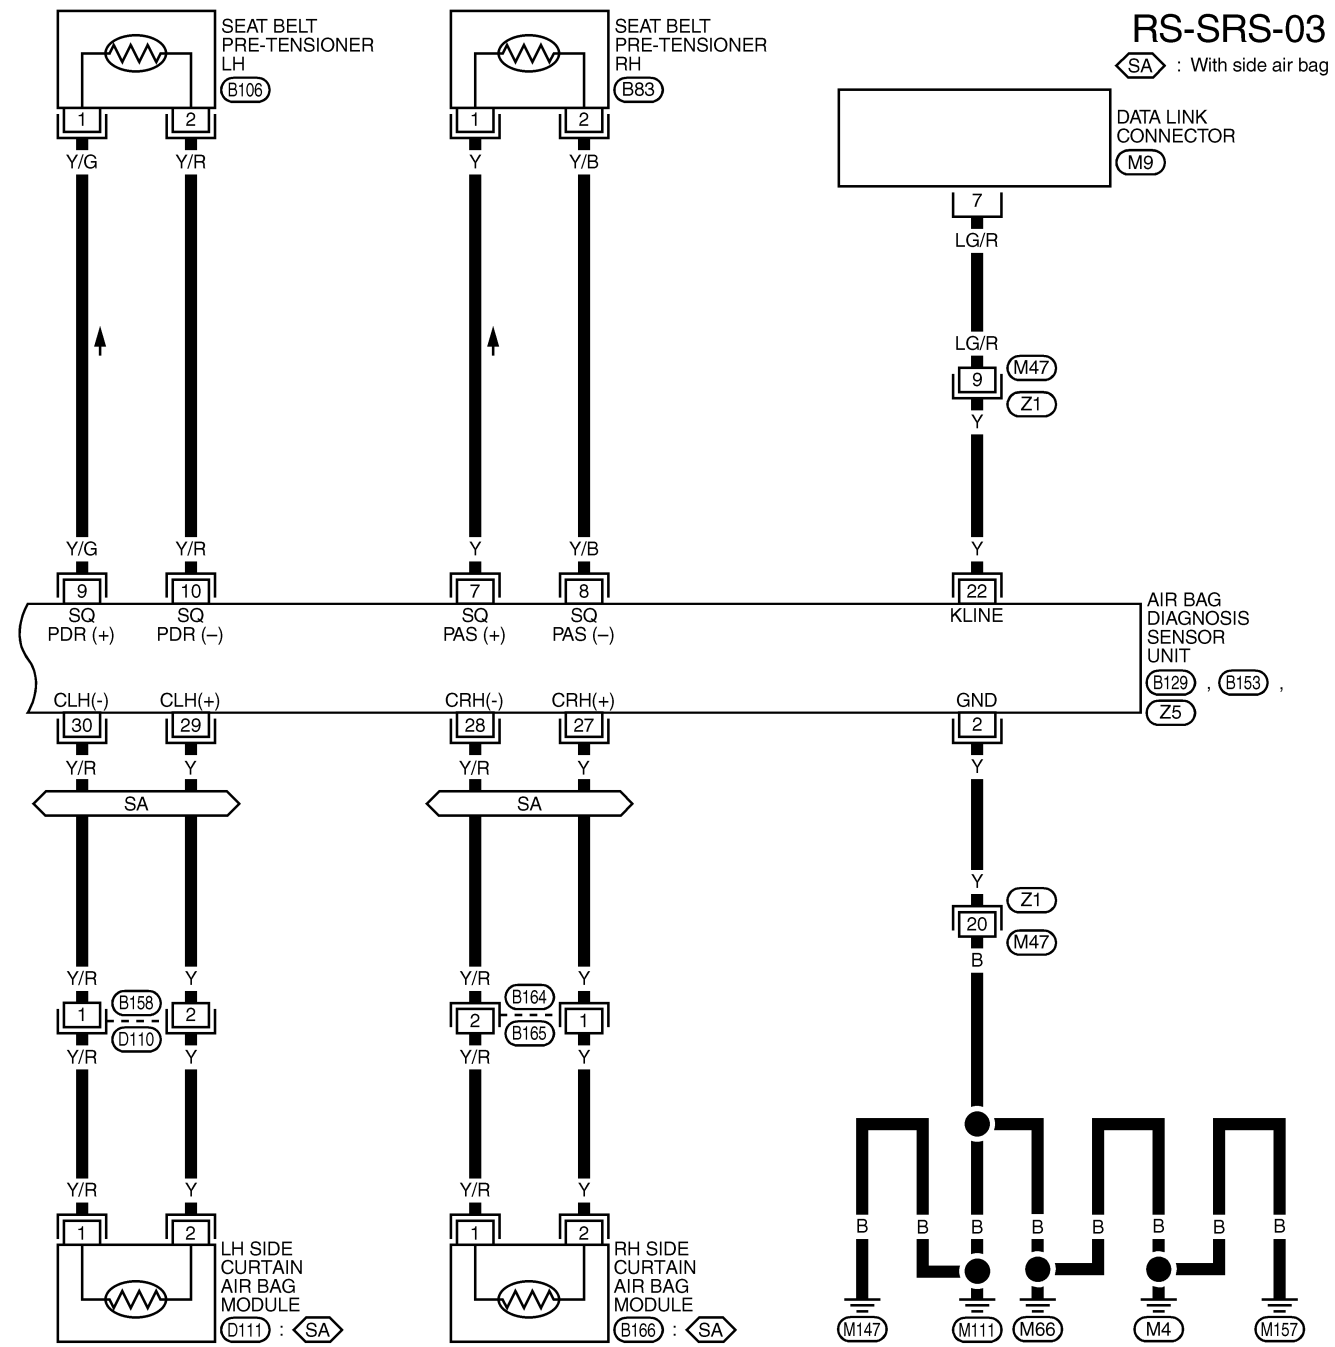 RS-SRS-03
SA : With side air bag
SEAT BELT
PRE-TENSIONER
LH
B106
SEAT BELT
PRE-TENSIONER
RH
B83
DATA LINK
CONNECTOR
M9
1 2 1 2
Y/G Y/R Y Y/B
7
LG/R
LG/R
9
M47
Z1
Y
Y/G Y/R Y Y/B Y
9 10 7 8 22
SQ SQ SQ SQ KLINE
PDR (+) PDR (–) PAS (+) PAS (–)
AIR BAG
DIAGNOSIS
SENSOR
UNIT
B129 , B153 ,
Z5
CLH(-) CLH(+) CRH(-) CRH(+) GND
30 29 28 27 2
Y/R Y Y/R Y Y
SA SA
Y
Z1
20
M47
B
Y/R Y Y/R Y
1 B158 2 2 B164 1
D110 B165
Y/R Y Y/R Y
Y/R Y Y/R Y
1 2 1 2
LH SIDE
CURTAIN
AIR BAG
MODULE
D111 : SA
RH SIDE
CURTAIN
AIR BAG
MODULE
B166 : SA
B B B B B B B B
M147 M111 M66 M4 M157